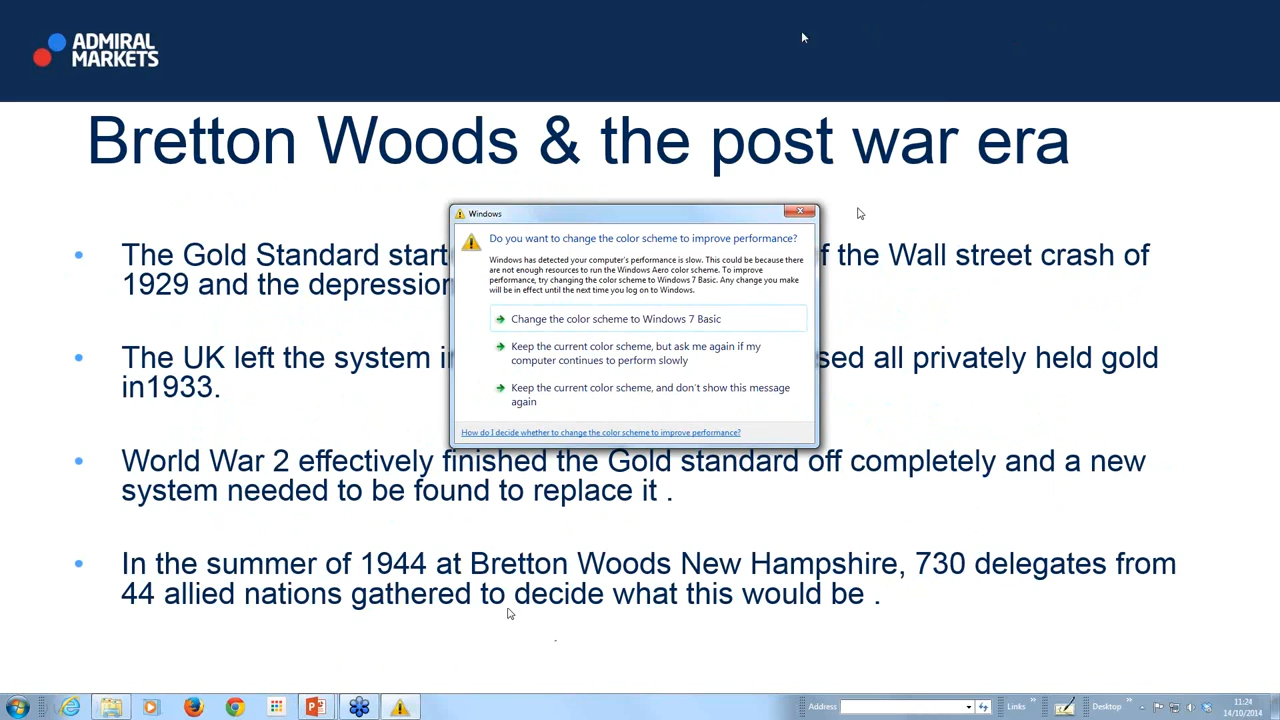 ADMIRAL
MARKETS
Bretton Woods & the post war era
Windows
Do you want to change the color scheme to improve performance?
Windows has detected your computer's performance is slow. This could be because there
are not enough resources to run the Windows Aero color scheme. To improve
performance, try changing the color scheme to Windows 7 Basic. Any change you make
will be in effect until the next time you log on to Windows.
Change the color scheme to Windows 7 Basic
Keep the current color scheme, but ask me again if my
computer continues to perform slowly
Keep the current color scheme, and don't show this message
again
How do I decide whether to change the color scheme to improve performance?
• The Gold Standard start f the Wall street crash of
1929 and the depression
• The UK left the system in sed all privately held gold
in1933.
• World War 2 effectively finished the Gold standard off completely and a new
system needed to be found to replace it .
• In the summer of 1944 at Bretton Woods New Hampshire, 730 delegates from
44 allied nations gathered to decide what this would be .
Address Links » Desktop » 11:24
14/10/2014